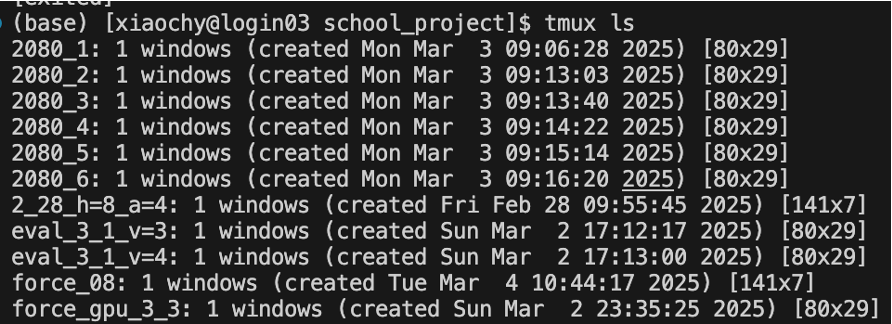 [exited]
(base) [xiaochy@login03 school_project]$ tmux ls
2080_1: 1 windows (created Mon Mar  3 09:06:28 2025) [80x29]
2080_2: 1 windows (created Mon Mar  3 09:13:03 2025) [80x29]
2080_3: 1 windows (created Mon Mar  3 09:13:40 2025) [80x29]
2080_4: 1 windows (created Mon Mar  3 09:14:22 2025) [80x29]
2080_5: 1 windows (created Mon Mar  3 09:15:14 2025) [80x29]
2080_6: 1 windows (created Mon Mar  3 09:16:20 2025) [80x29]
2_28_h=8_a=4: 1 windows (created Fri Feb 28 09:55:45 2025) [141x7]
eval_3_1_v=3: 1 windows (created Sun Mar  2 17:12:17 2025) [80x29]
eval_3_1_v=4: 1 windows (created Sun Mar  2 17:13:00 2025) [80x29]
force_08: 1 windows (created Tue Mar  4 10:44:17 2025) [141x7]
force_gpu_3_3: 1 windows (created Sun Mar  2 23:35:25 2025) [80x29]